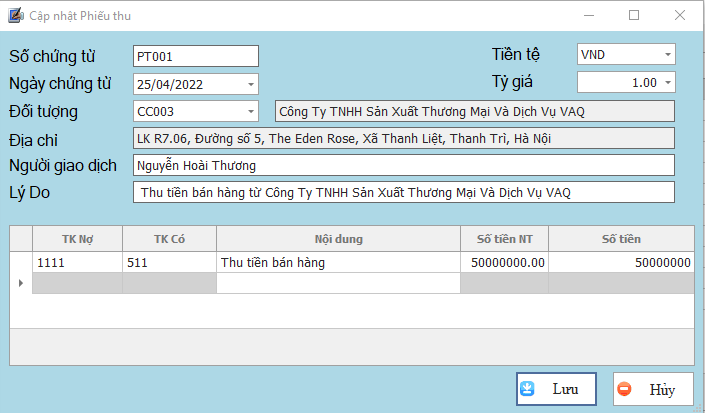 Cập nhật Phiếu thu
Số chứng từ PT001 Tiền tệ VND
Ngày chứng từ 25/04/2022 Tỷ giá 1.00
Đối tượng CC003 Công Ty TNHH Sản Xuất Thương Mại Và Dịch Vụ VAQ
Địa chỉ LK R7.06, Đường số 5, The Eden Rose, Xã Thanh Liệt, Thanh Trì, Hà Nội
Người giao dịch Nguyễn Hoài Thương
Lý Do Thu tiền bán hàng từ Công Ty TNHH Sản Xuất Thương Mại Và Dịch Vụ VAQ
TK Nợ TK Có Nội dung Số tiền NT Số tiền
1111 511 Thu tiền bán hàng 50000000.00 50000000
Lưu Hủy